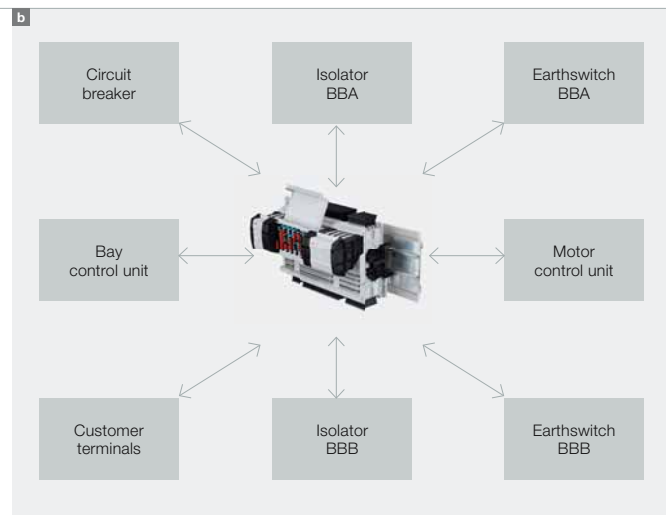 b
Circuit
breaker
Isolator
BBA
Earthswitch
BBA
Bay
control unit
Motor
control unit
Customer
terminals
Isolator
BBB
Earthswitch
BBB